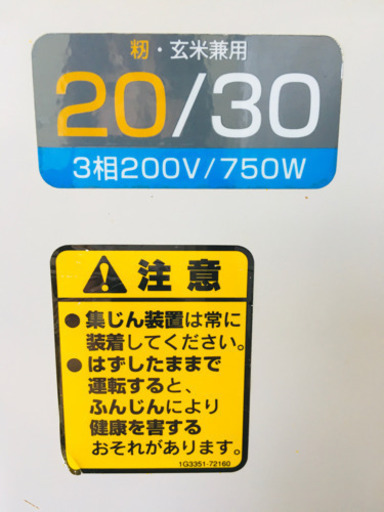 籾・玄米兼用
20/30
3相200V/750W
注意
●集じん装置は常に
装着してください。
●はずしたままで
運転すると、
ふんじんにより
健康を害する
おそれがあります。
1G3351-72160